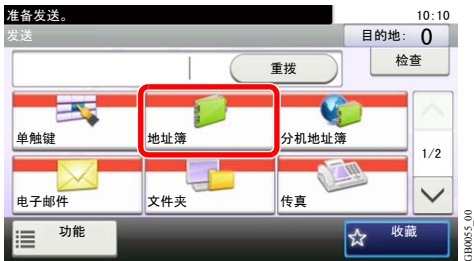 准备发送。 10:10
发送 目的地: 0
重拨 检查
单触键 地址簿 分机地址簿
1/2
电子邮件 文件夹 传真
功能 收藏
GB0055_00